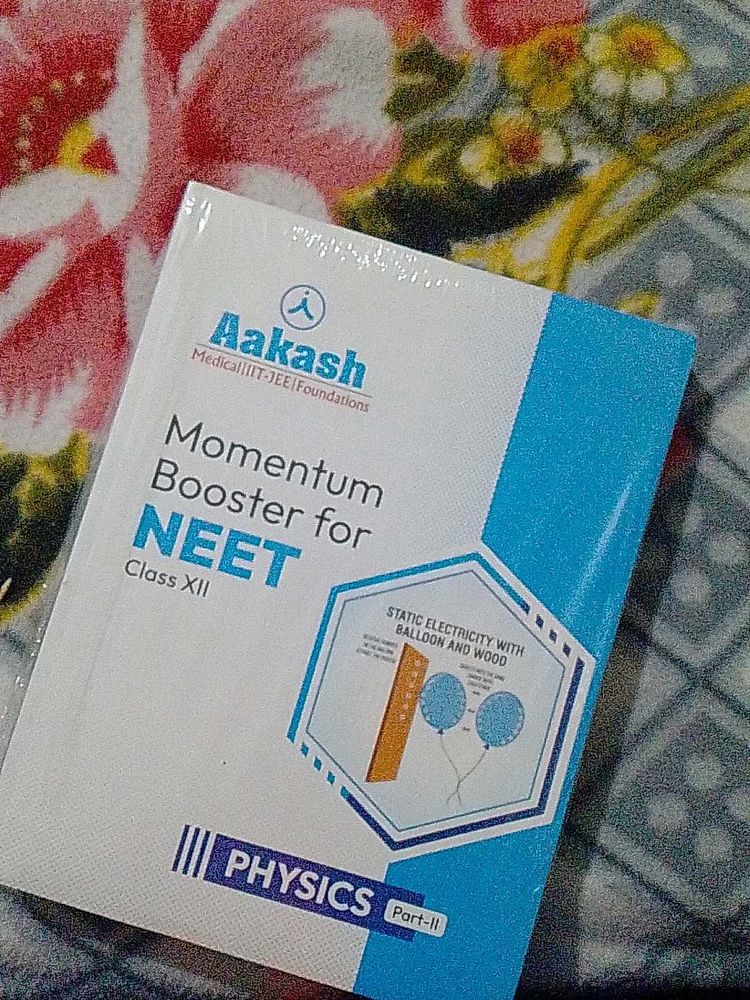 Aakash
Medical|IIT-JEE|Foundations
Momentum
Booster for
NEET
Class XII
STATIC ELECTRICITY WITH
BALLOON AND WOOD
PHYSICS
Part-II